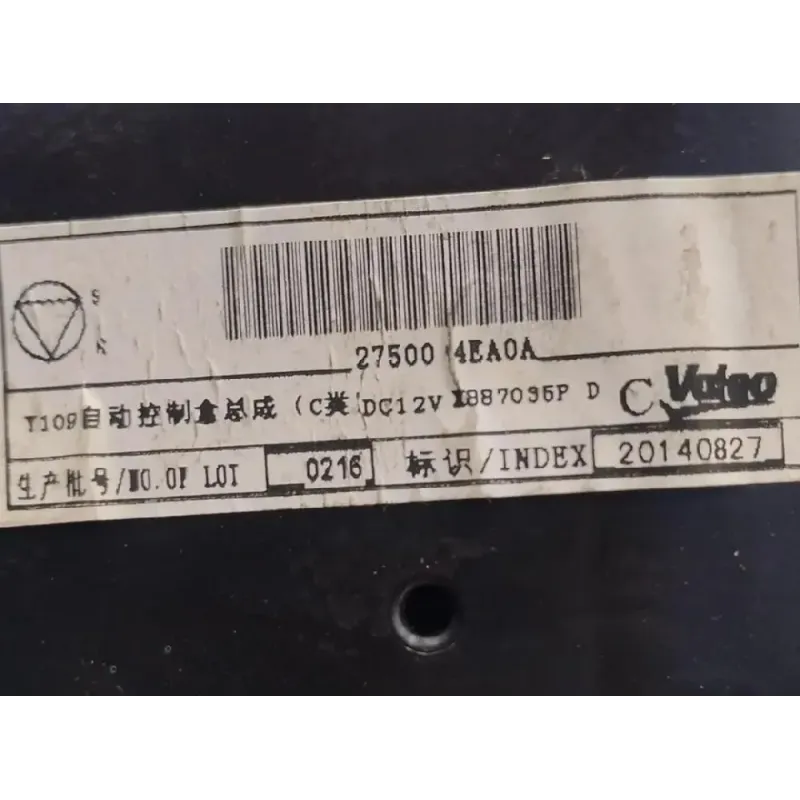 S
27500 4EA0A
T109自动控制盒总成 (C类 DC12V X887035P D C Valeo
生产批号/NO.OF LOT 0216 标识/INDEX 20140827